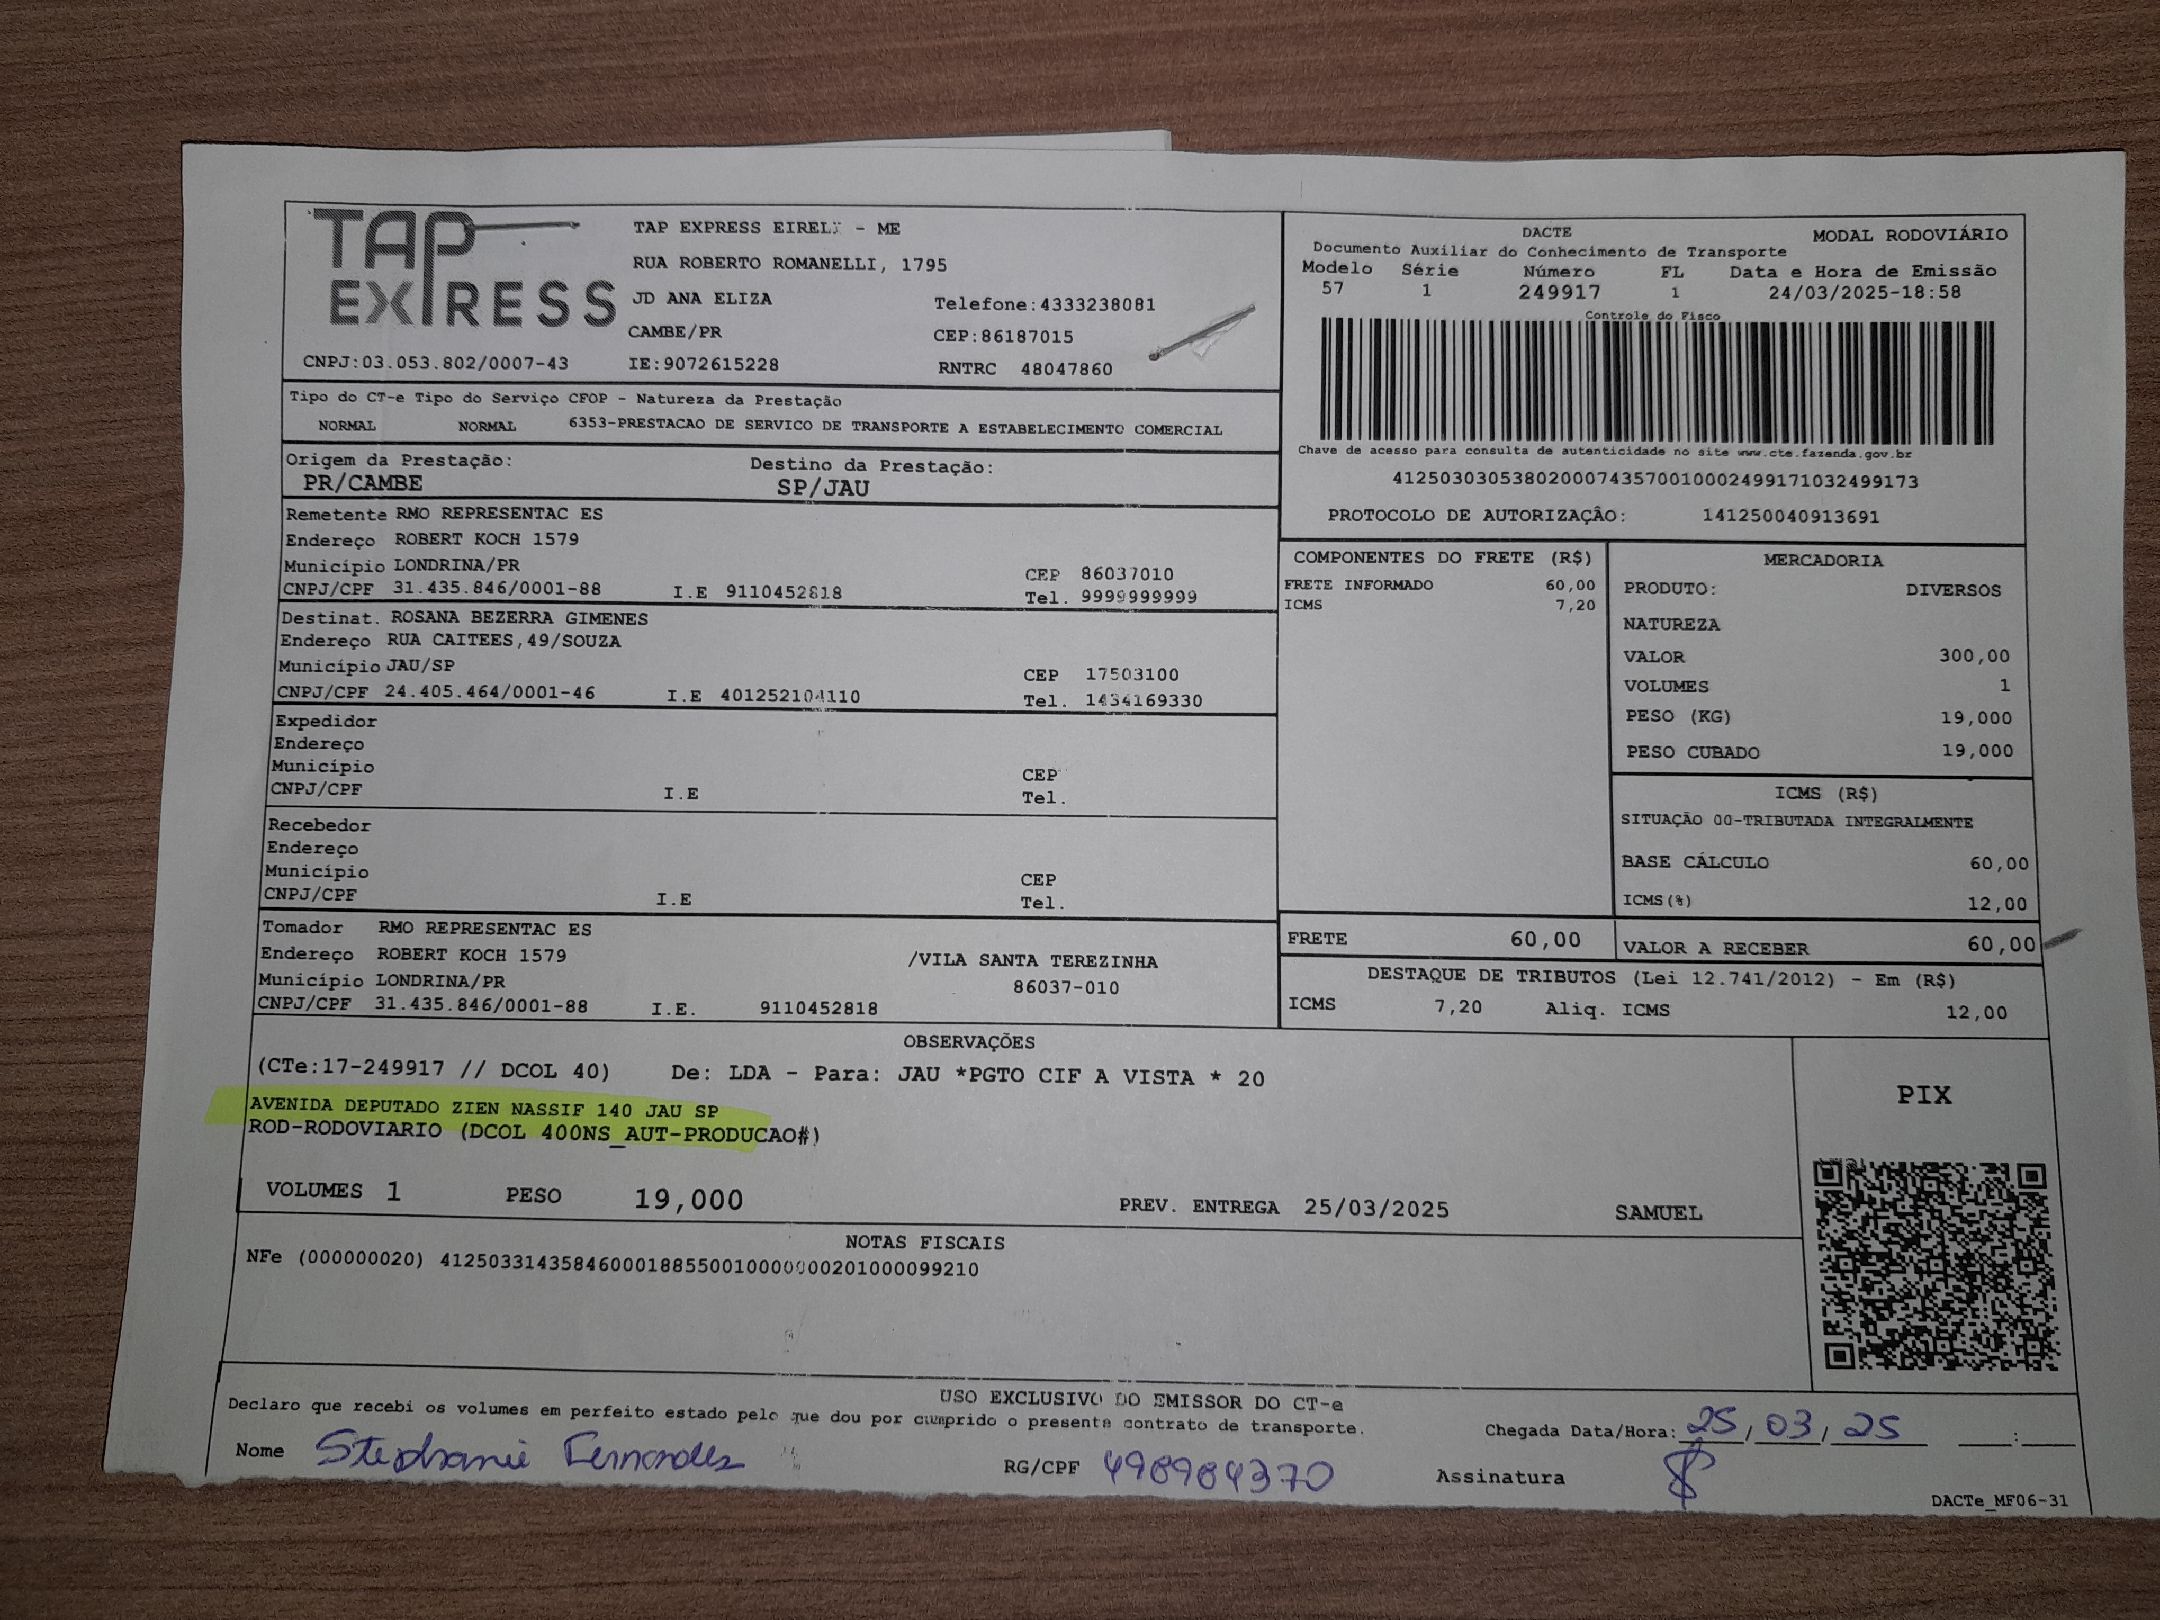 TAP
EXPRESS
TAP EXPRESS EIRELI - ME
RUA ROBERTO ROMANELLI, 1795
JD ANA ELIZA Telefone:4333238081
CAMBE/PR CEP:86187015
CNPJ:03.053.802/0007-43 IE:9072615228 RNTRC 48047860
DACTE MODAL RODOVIÁRIO
Documento Auxiliar do Conhecimento de Transporte
Modelo Série Número FL Data e Hora de Emissão
57 1 249917 1 24/03/2025-18:58
Controle do Fisco
Chave de acesso para consulta de autenticidade no site www.cte.fazenda.gov.br
41250303053802000743570010002499171032499173
PROTOCOLO DE AUTORIZAÇÂO: 141250040913691
Tipo do CT-e Tipo do Serviço CFOP - Natureza da Prestação
NORMAL NORMAL 6353-PRESTACAO DE SERVICO DE TRANSPORTE A ESTABELECIMENTO COMERCIAL
Origem da Prestação: Destino da Prestação:
PR/CAMBE SP/JAU
Remetente RMO REPRESENTAC ES
Endereço ROBERT KOCH 1579
Município LONDRINA/PR CEP 86037010
CNPJ/CPF 31.435.846/0001-88 I.E 9110452818 Tel. 9999999999
Destinat. ROSANA BEZERRA GIMENES
Endereço RUA CAITEES,49/SOUZA
Município JAU/SP CEP 17503100
CNPJ/CPF 24.405.464/0001-46 I.E 401252104110 Tel. 1434169330
Expedidor
Endereço
Município CEP
CNPJ/CPF I.E Tel.
Recebedor
Endereço
Município CEP
CNPJ/CPF I.E Tel.
Tomador RMO REPRESENTAC ES
Endereço ROBERT KOCH 1579 /VILA SANTA TEREZINHA
Município LONDRINA/PR 86037-010
CNPJ/CPF 31.435.846/0001-88 I.E. 9110452818
COMPONENTES DO FRETE (R$)
FRETE INFORMADO 60,00
ICMS 7,20
MERCADORIA
PRODUTO: DIVERSOS
NATUREZA
VALOR 300,00
VOLUMES 1
PESO (KG) 19,000
PESO CUBADO 19,000
ICMS (R$)
SITUAÇÃO 00-TRIBUTADA INTEGRALMENTE
BASE CÁLCULO 60,00
ICMS(%) 12,00
FRETE 60,00 VALOR A RECEBER 60,00
DESTAQUE DE TRIBUTOS (Lei 12.741/2012) - Em (R$)
ICMS 7,20 Aliq. ICMS 12,00
OBSERVAÇÕES
(CTe:17-249917 // DCOL 40) De: LDA - Para: JAU *PGTO CIF A VISTA * 20
AVENIDA DEPUTADO ZIEN NASSIF 140 JAU SP
ROD-RODOVIARIO (DCOL 400NS_AUT-PRODUCAO#)
VOLUMES 1 PESO 19,000 PREV. ENTREGA 25/03/2025 SAMUEL
PIX
NOTAS FISCAIS
NFe (000000020) 41250331435846000188550010000000201000099210
USO EXCLUSIVO DO EMISSOR DO CT-e
Declaro que recebi os volumes em perfeito estado pelo que dou por cumprido o presente contrato de transporte.
Chegada Data/Hora: 25/03/25 __:__
Nome Stephanie Fernandes RG/CPF 498984370 Assinatura
DACTe_MF06-31